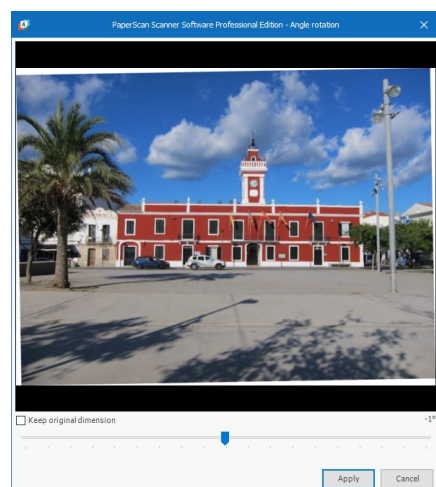 PaperScan Scanner Software Professional Edition - Angle rotation
Keep original dimension
-1°
Apply
Cancel